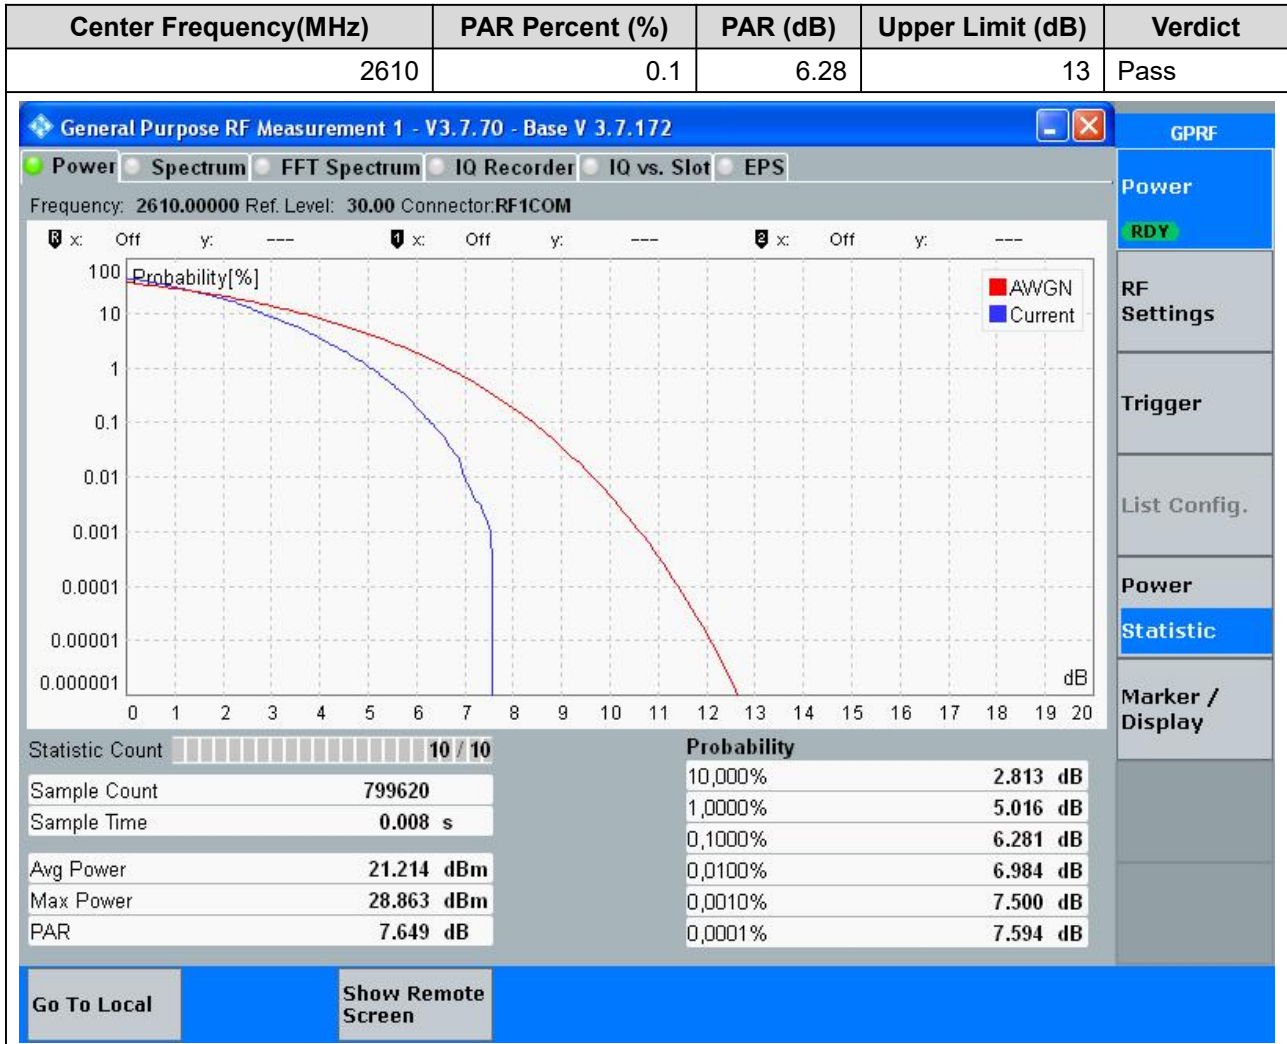 Center Frequency(MHz) PAR Percent (%) PAR (dB) Upper Limit (dB) Verdict
2610 0.1 6.28 13 Pass
General Purpose RF Measurement 1 - V3.7.70 - Base V 3.7.172
GPRF
Power Spectrum FFT Spectrum IQ Recorder IQ vs. Slot EPS
Frequency: 2610.00000 Ref. Level: 30.00 Connector:RF1COM
R x: Off y: --- 1 x: Off y: --- 2 x: Off y: ---
Probability[%]
100
10
1
0.1
0.01
0.001
0.0001
0.00001
0.000001
AWGN
Current
dB
0 1 2 3 4 5 6 7 8 9 10 11 12 13 14 15 16 17 18 19 20
Statistic Count 10 / 10
Sample Count 799620
Sample Time 0.008 s
Avg Power 21.214 dBm
Max Power 28.863 dBm
PAR 7.649 dB
Probability
10,000% 2.813 dB
1,0000% 5.016 dB
0,1000% 6.281 dB
0,0100% 6.984 dB
0,0010% 7.500 dB
0,0001% 7.594 dB
Power
RDY
RF
Settings
Trigger
List Config.
Power
Statistic
Marker /
Display
Go To Local
Show Remote
Screen